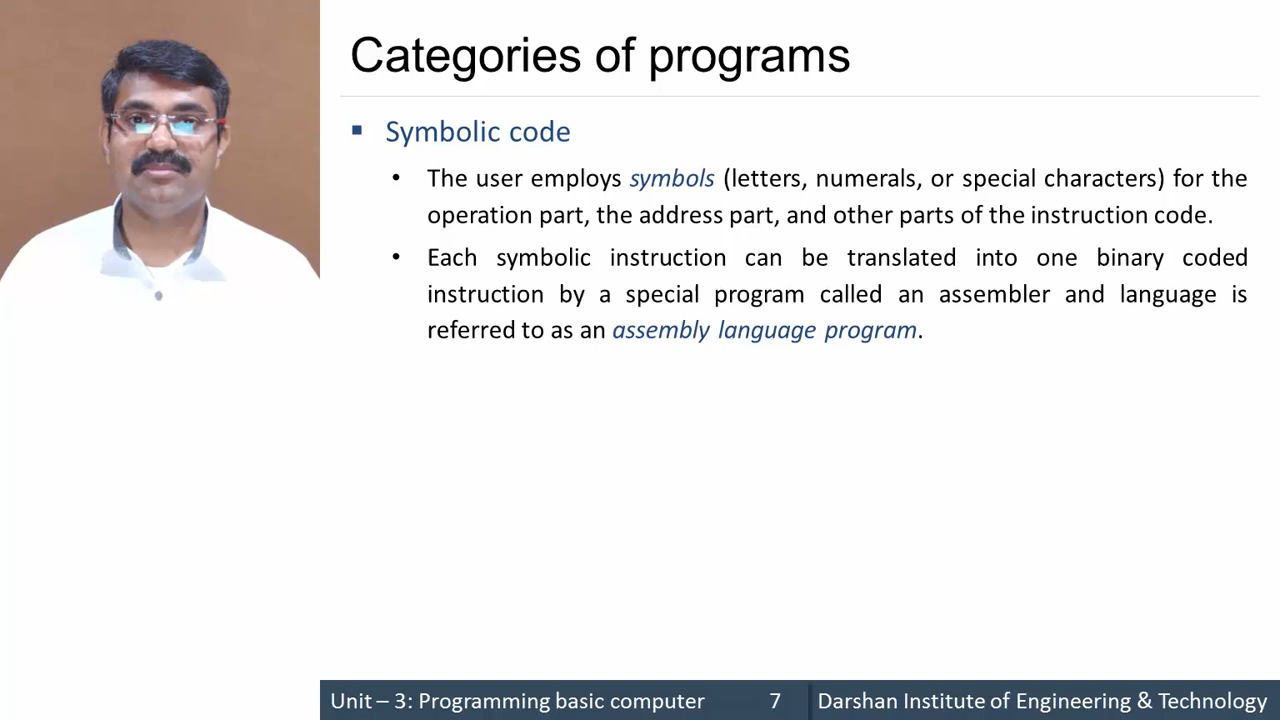 Categories of programs
Symbolic code
The user employs symbols (letters, numerals, or special characters) for the
operation part, the address part, and other parts of the instruction code.
Each symbolic instruction can be translated into one binary coded
instruction by a special program called an assembler and language is
referred to as an assembly language program.
Unit – 3: Programming basic computer 7 Darshan Institute of Engineering & Technology